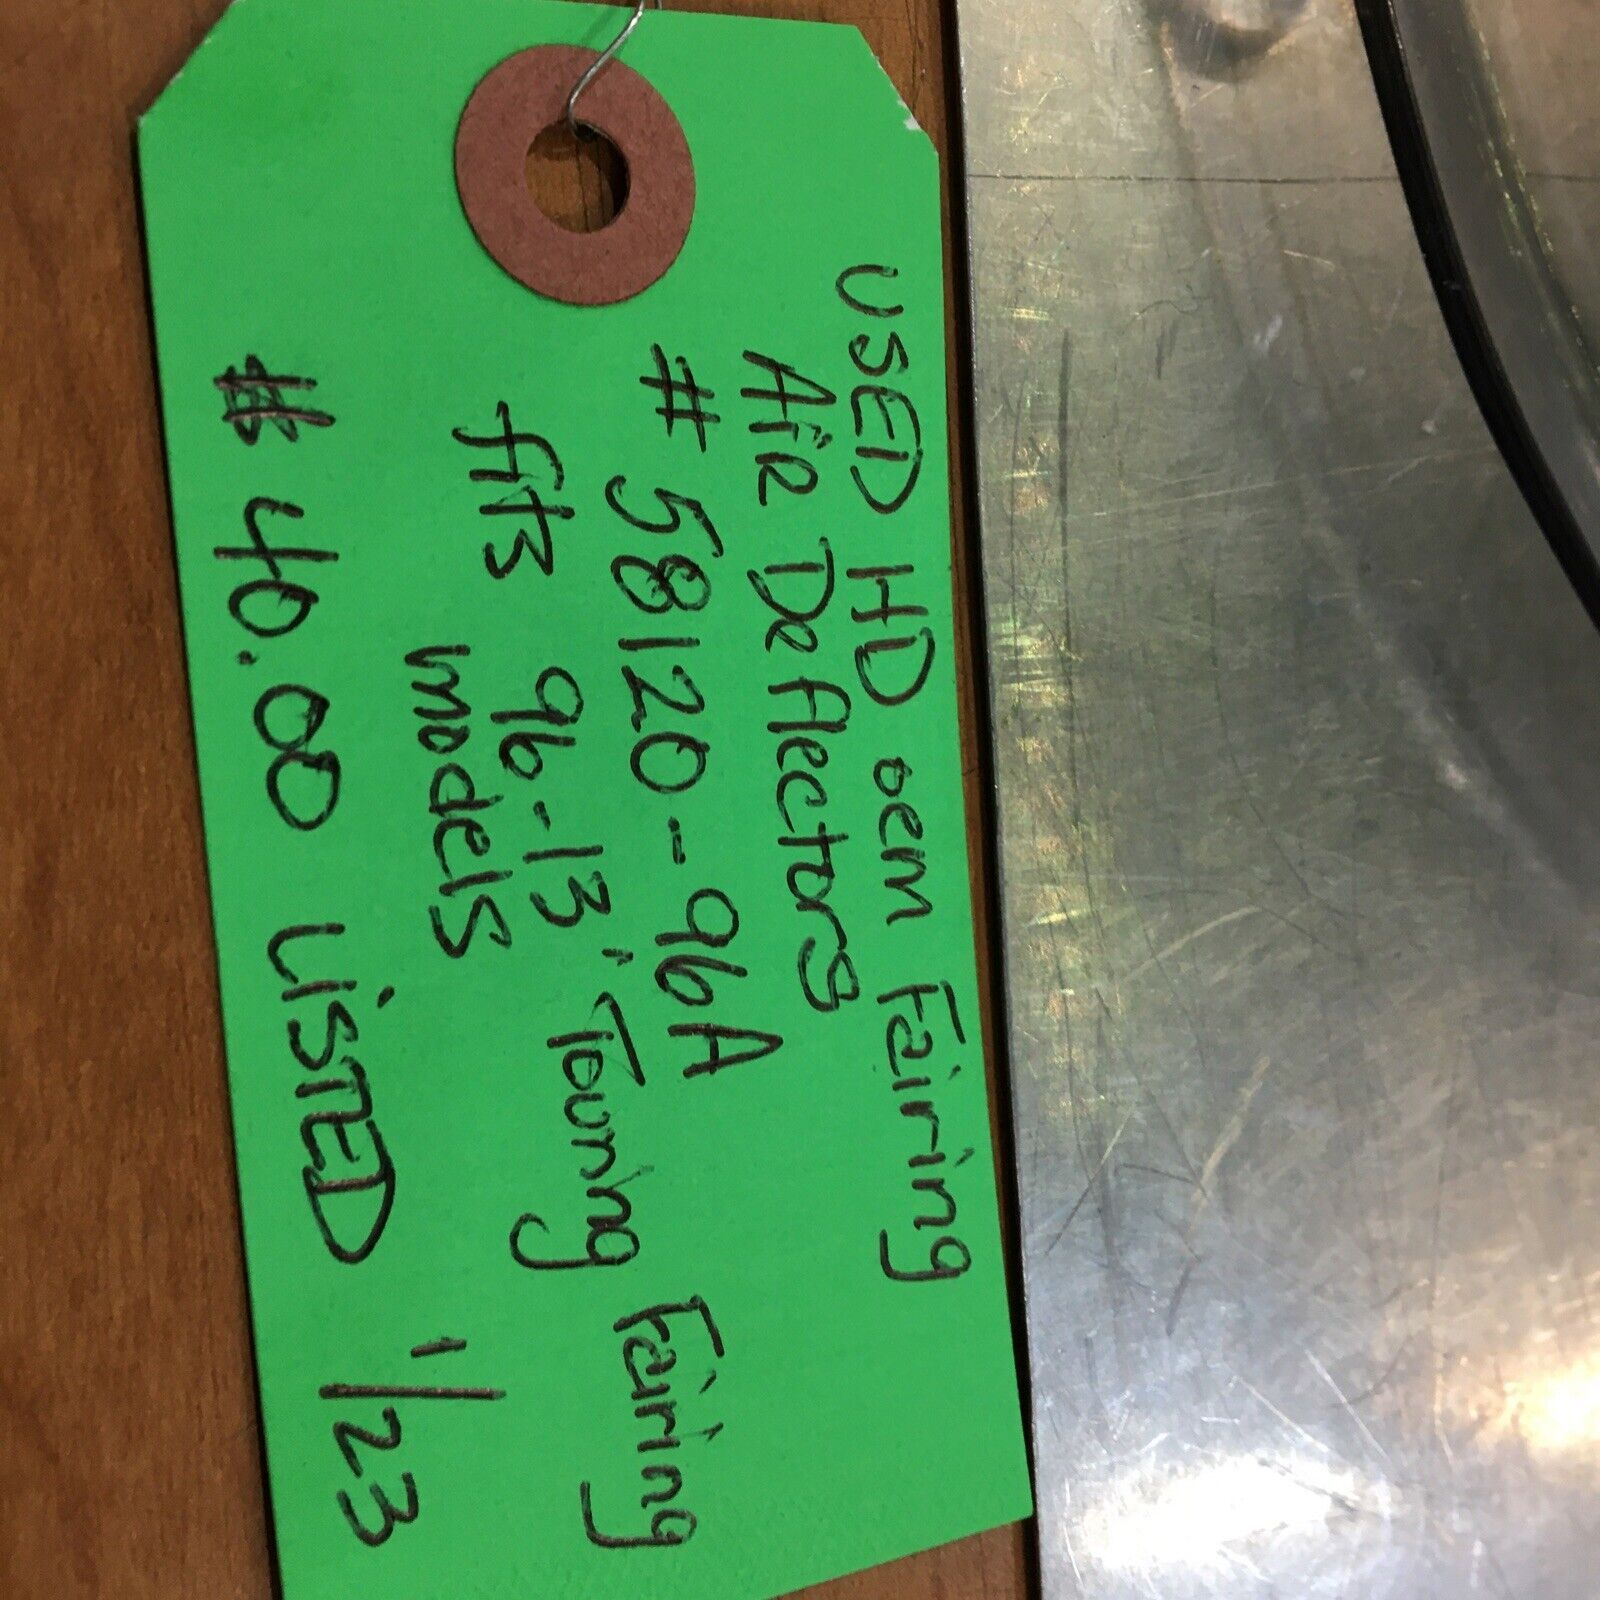 USED HD oem Fairing
Air Deflectors
# 58120-96A
fits 96-13, Touring Fairing
models
# 40.00 LISTED 1/23